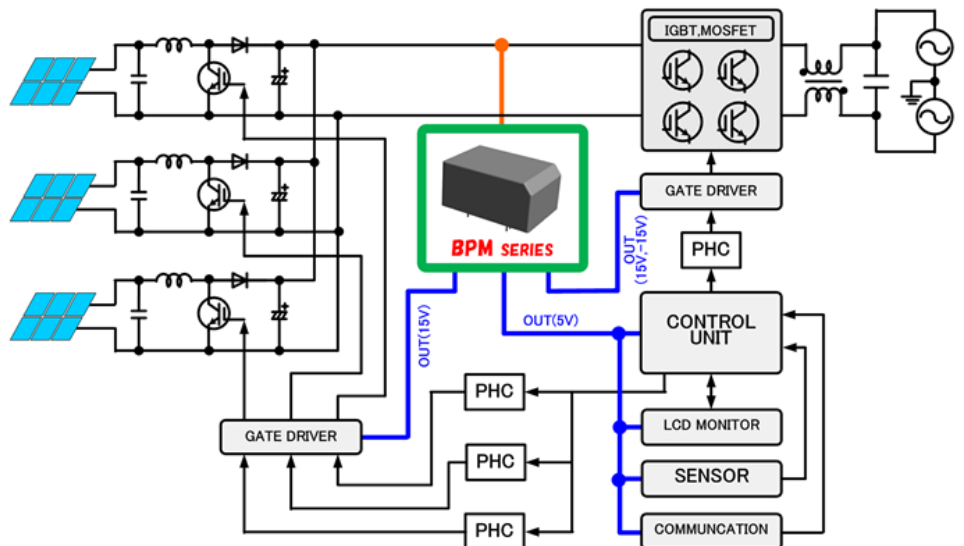 IGBT,MOSFET
GATE DRIVER
PHC
BPM SERIES
OUT
(15V,-15V)
OUT(15V)
OUT(5V)
CONTROL
UNIT
PHC
LCD MONITOR
GATE DRIVER
PHC
SENSOR
PHC
COMMUNCATION